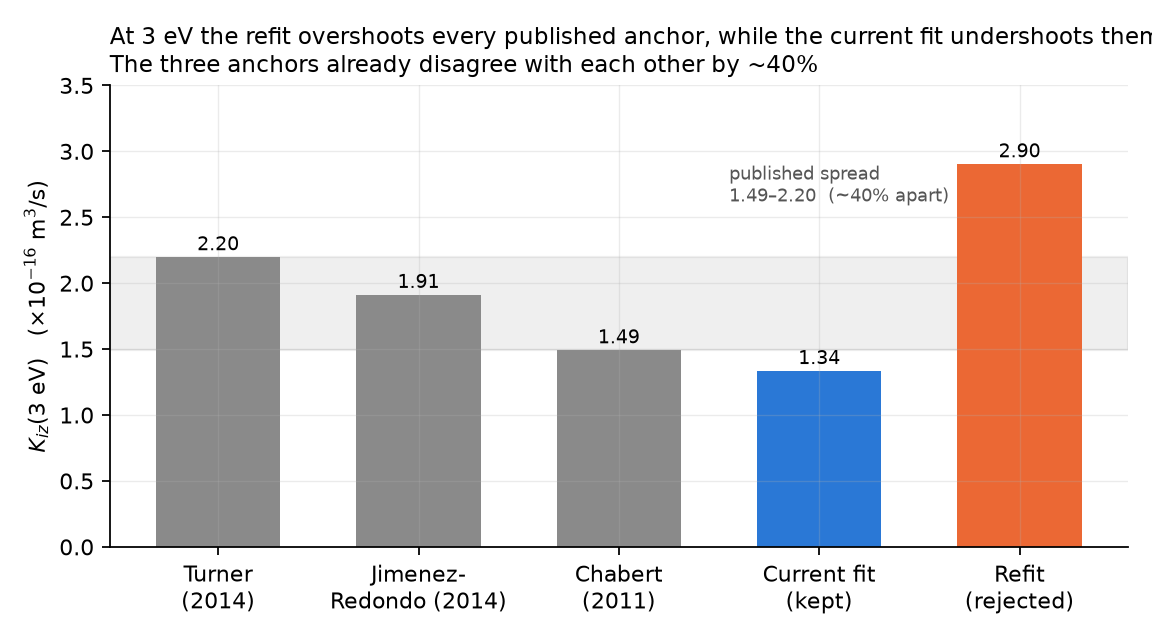 At 3 eV the refit overshoots every published anchor, while the current fit undershoots them
The three anchors already disagree with each other by ~40%
3.5
3.0
2.5
2.0
1.5
1.0
0.5
0.0
K_iz(3 eV) (×10⁻¹⁶ m³/s)
2.20
1.91
1.49
1.34
2.90
published spread
1.49–2.20 (~40% apart)
Turner
(2014)
Jimenez-
Redondo (2014)
Chabert
(2011)
Current fit
(kept)
Refit
(rejected)